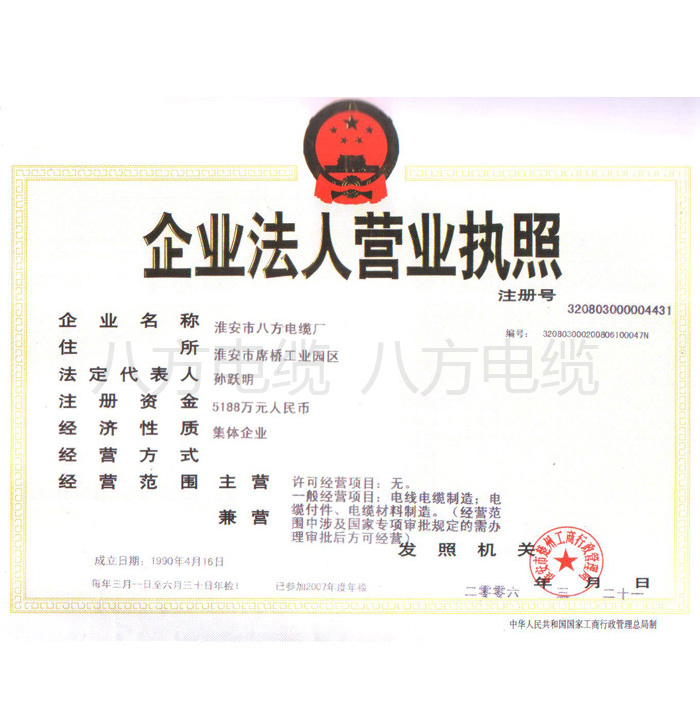 企业法人营业执照
注册号 320803000004431
编号: 320803000200806100047N
企业名称 淮安市八方电缆厂
住所 淮安市席桥工业园区
法定代表人 孙跃明
注册资金 5188万元人民币
经济性质 集体企业
经营方式
经营范围 主营 许可经营项目:无。
一般经营项目:电线电缆制造;电
兼营 缆付件、电缆材料制造。(经营范
围中涉及国家专项审批规定的需办
理审批后方可经营)
发照机关
成立日期:1990年4月16日
每年三月一日至六月三十日年检!
已参加2007年度年检
二零零六 年 三 月 二十一 日
中华人民共和国国家工商行政管理总局制
八方电缆 八方电缆